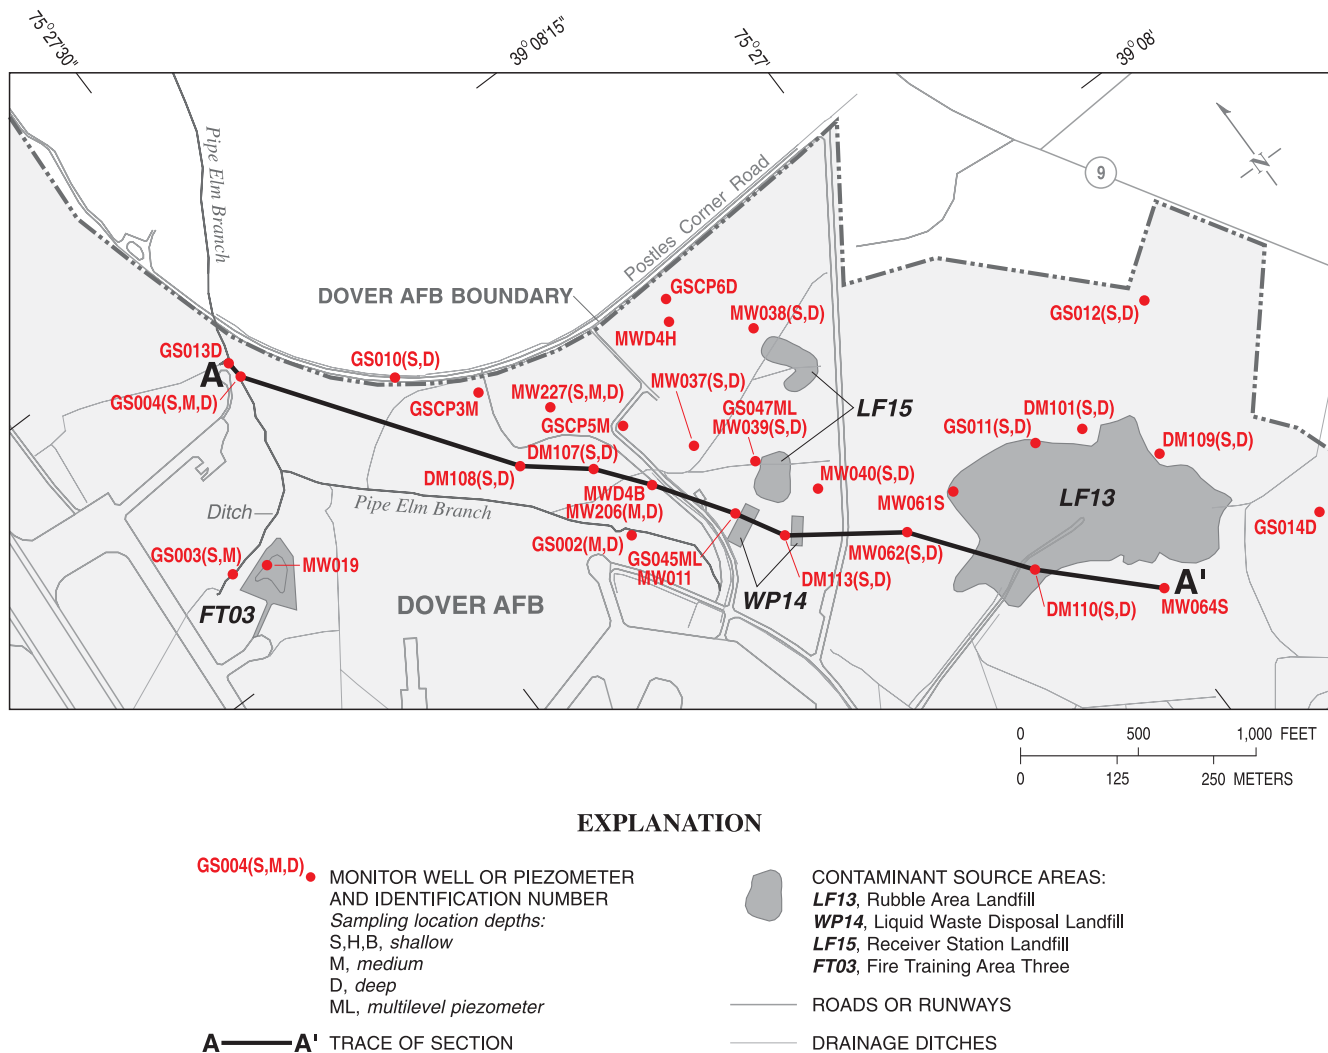 75°27'30"
39°08'15"
75°27'
39°08'
Pipe Elm Branch
Postles Corner Road
9
N
DOVER AFB BOUNDARY
GSCP6D
MWD4H
MW038(S,D)
GS012(S,D)
GS013D
A
GS010(S,D)
GS004(S,M,D)
GSCP3M
MW227(S,M,D)
GSCP5M
MW037(S,D)
GS047ML
MW039(S,D)
LF15
GS011(S,D)
DM101(S,D)
DM109(S,D)
DM108(S,D)
DM107(S,D)
MWD4B
MW206(M,D)
MW040(S,D)
MW061S
LF13
GS014D
Pipe Elm Branch
Ditch
GS003(S,M)
MW019
GS002(M,D)
GS045ML
MW011
DM113(S,D)
MW062(S,D)
WP14
FT03
DOVER AFB
A'
MW064S
DM110(S,D)
0 500 1,000 FEET
0 125 250 METERS
EXPLANATION
GS004(S,M,D)
MONITOR WELL OR PIEZOMETER
AND IDENTIFICATION NUMBER
Sampling location depths:
S,H,B, shallow
M, medium
D, deep
ML, multilevel piezometer
A A' TRACE OF SECTION
CONTAMINANT SOURCE AREAS:
LF13, Rubble Area Landfill
WP14, Liquid Waste Disposal Landfill
LF15, Receiver Station Landfill
FT03, Fire Training Area Three
ROADS OR RUNWAYS
DRAINAGE DITCHES